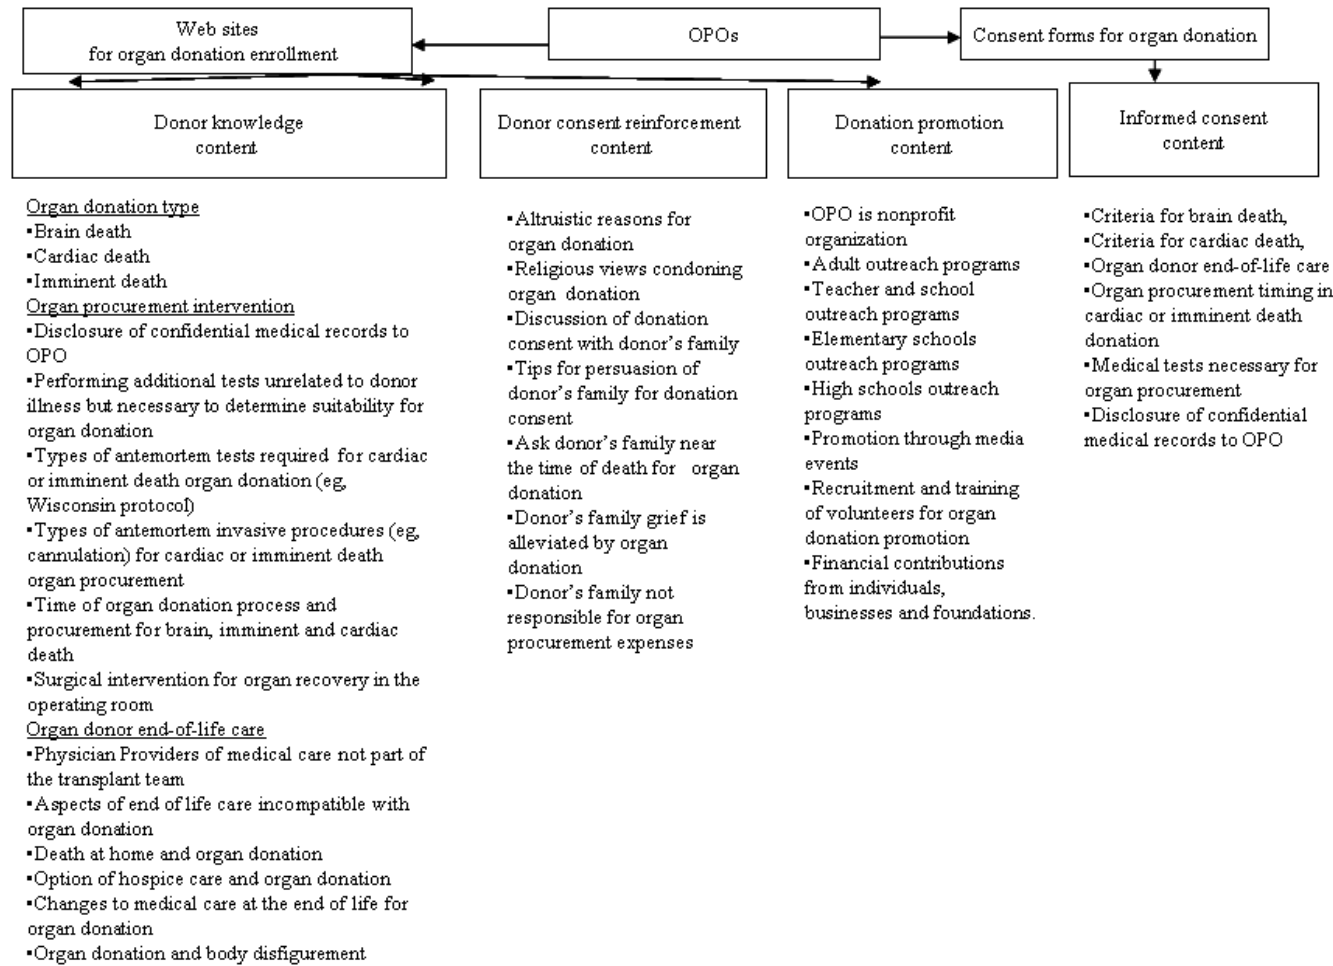 Web sites
for organ donation enrollment
OPOs
Consent forms for organ donation
Donor knowledge
content
Donor consent reinforcement
content
Donation promotion
content
Informed consent
content
Organ donation type
▪Brain death
▪Cardiac death
▪Imminent death
Organ procurement intervention
▪Disclosure of confidential medical records to
OPO
▪Performing additional tests unrelated to donor
illness but necessary to determine suitability for
organ donation
▪Types of antemortem tests required for cardiac
or imminent death organ donation (eg,
Wisconsin protocol)
▪Types of antemortem invasive procedures (eg,
cannulation) for cardiac or imminent death
organ procurement
▪Time of organ donation process and
procurement for brain, imminent and cardiac
death
▪Surgical intervention for organ recovery in the
operating room
Organ donor end-of-life care
▪Physician Providers of medical care not part of
the transplant team
▪Aspects of end of life care incompatible with
organ donation
▪Death at home and organ donation
▪Option of hospice care and organ donation
▪Changes to medical care at the end of life for
organ donation
▪Organ donation and body disfigurement
▪Altruistic reasons for
organ donation
▪Religious views condoning
organ donation
▪Discussion of donation
consent with donor's family
▪Tips for persuasion of
donor's family for donation
consent
▪Ask donor's family near
the time of death for organ
donation
▪Donor's family grief is
alleviated by organ
donation
▪Donor's family not
responsible for organ
procurement expenses
▪OPO is nonprofit
organization
▪Adult outreach programs
▪Teacher and school
outreach programs
▪Elementary schools
outreach programs
▪High schools outreach
programs
▪Promotion through media
events
▪Recruitment and training
of volunteers for organ
donation promotion
▪Financial contributions
from individuals,
businesses and foundations.
▪Criteria for brain death,
▪Criteria for cardiac death,
▪Organ donor end-of-life care
▪Organ procurement timing in
cardiac or imminent death
donation
▪Medical tests necessary for
organ procurement
▪Disclosure of confidential
medical records to OPO